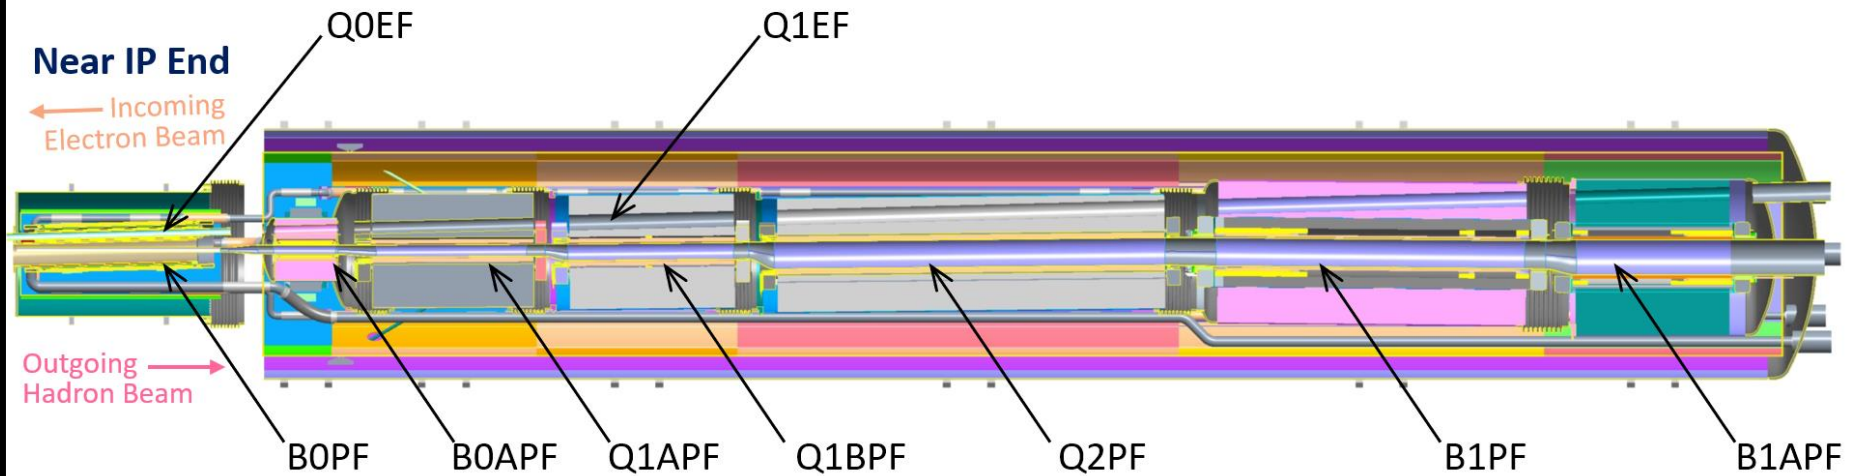 Q0EF
Q1EF
Near IP End
Incoming
Electron Beam
Outgoing
Hadron Beam
B0PF
B0APF
Q1APF
Q1BPF
Q2PF
B1PF
B1APF